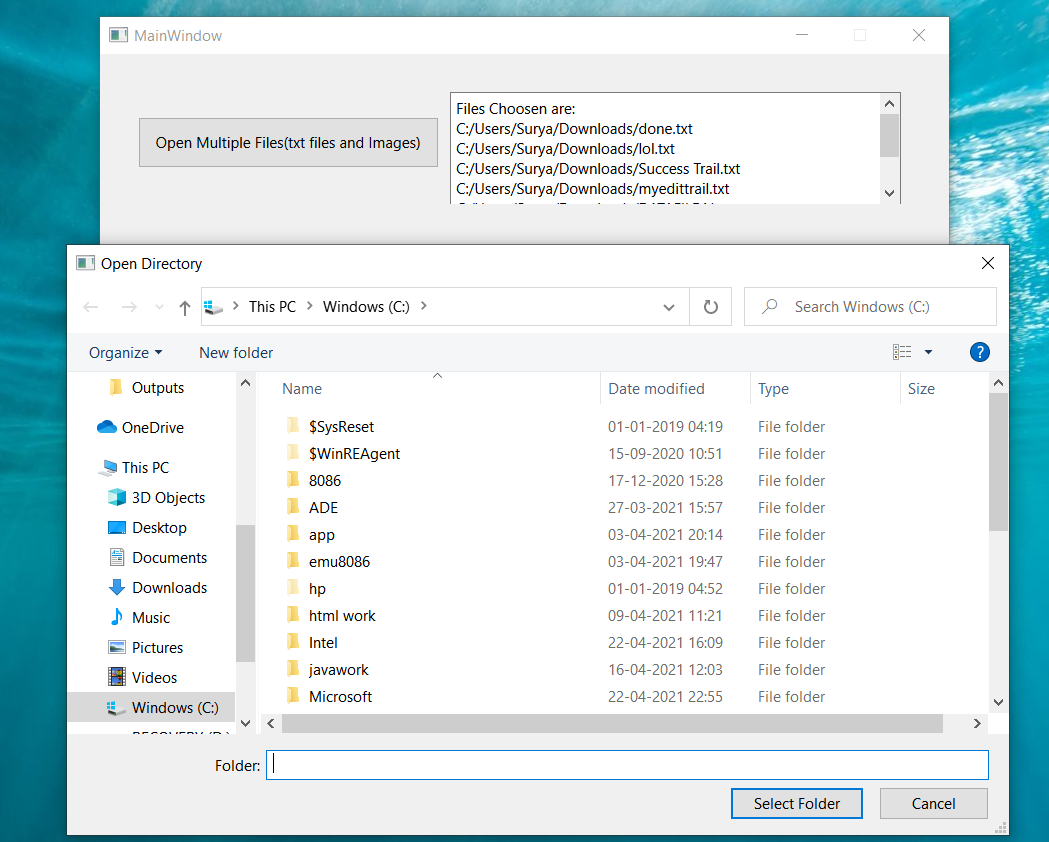 MainWindow
Open Multiple Files(txt files and Images)
Files Choosen are:
C:/Users/Surya/Downloads/done.txt
C:/Users/Surya/Downloads/lol.txt
C:/Users/Surya/Downloads/Success Trail.txt
C:/Users/Surya/Downloads/myedittrail.txt
Open Directory
This PC > Windows (C:) >
Search Windows (C:)
Organize
New folder
?
Outputs
OneDrive
This PC
3D Objects
Desktop
Documents
Downloads
Music
Pictures
Videos
Windows (C:)
Name Date modified Type Size
$SysReset 01-01-2019 04:19 File folder
$WinREAgent 15-09-2020 10:51 File folder
8086 17-12-2020 15:28 File folder
ADE 27-03-2021 15:57 File folder
app 03-04-2021 20:14 File folder
emu8086 03-04-2021 19:47 File folder
hp 01-01-2019 04:52 File folder
html work 09-04-2021 11:21 File folder
Intel 22-04-2021 16:09 File folder
javawork 16-04-2021 12:03 File folder
Microsoft 22-04-2021 22:55 File folder
Folder:
Select Folder
Cancel